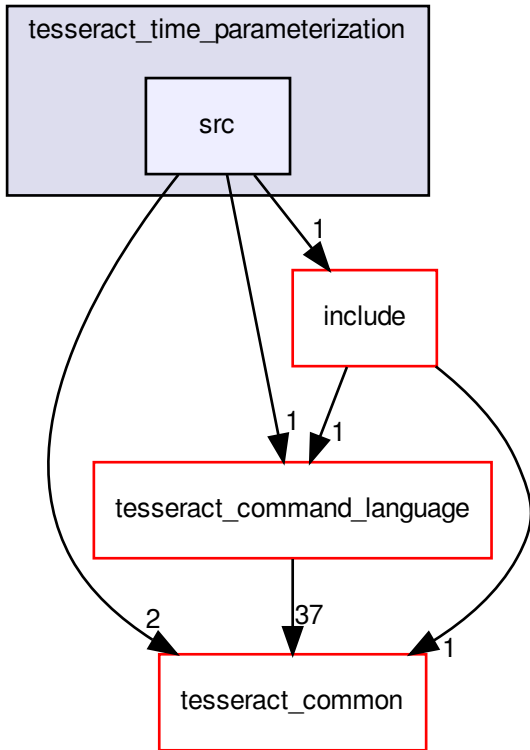 tesseract_time_parameterization
src
1
include
1
1
tesseract_command_language
2
37
1
tesseract_common